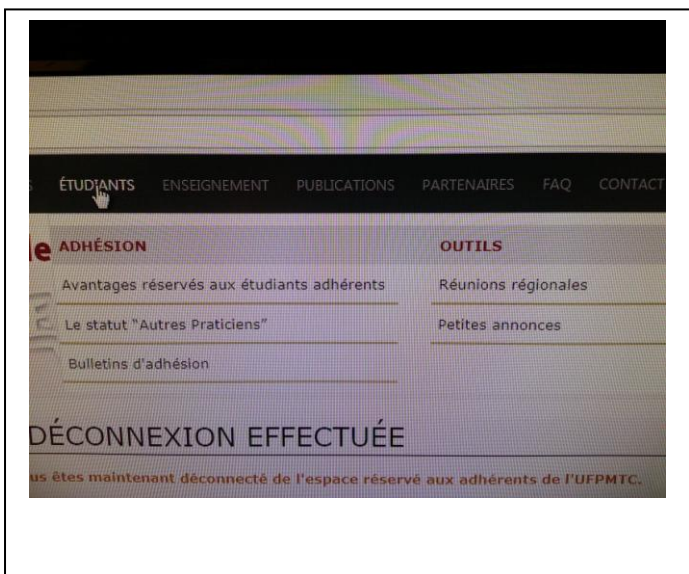 ÉTUDIANTS ENSEIGNEMENT PUBLICATIONS PARTENAIRES FAQ CONTACT
ADHÉSION OUTILS
Avantages réservés aux étudiants adhérents Réunions régionales
Le statut "Autres Praticiens" Petites annonces
Bulletins d'adhésion
DÉCONNEXION EFFECTUÉE
êtes maintenant déconnecté de l'espace réservé aux adhérents de l'UFPMTC.